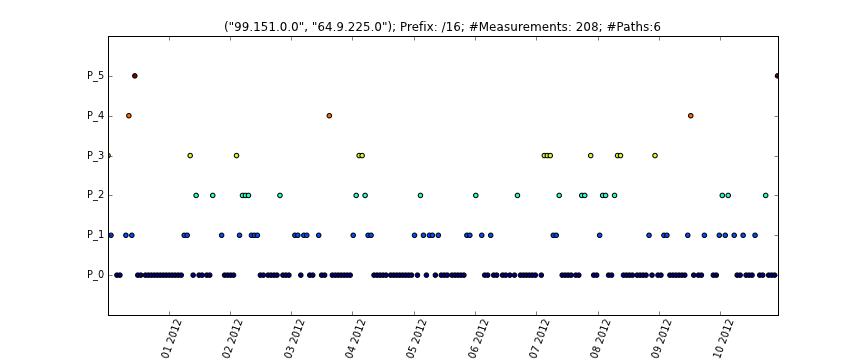 ("99.151.0.0", "64.9.225.0"); Prefix: /16; #Measurements: 208; #Paths:6
P_5
P_4
P_3
P_2
P_1
P_0
01 2012
02 2012
03 2012
04 2012
05 2012
06 2012
07 2012
08 2012
09 2012
10 2012